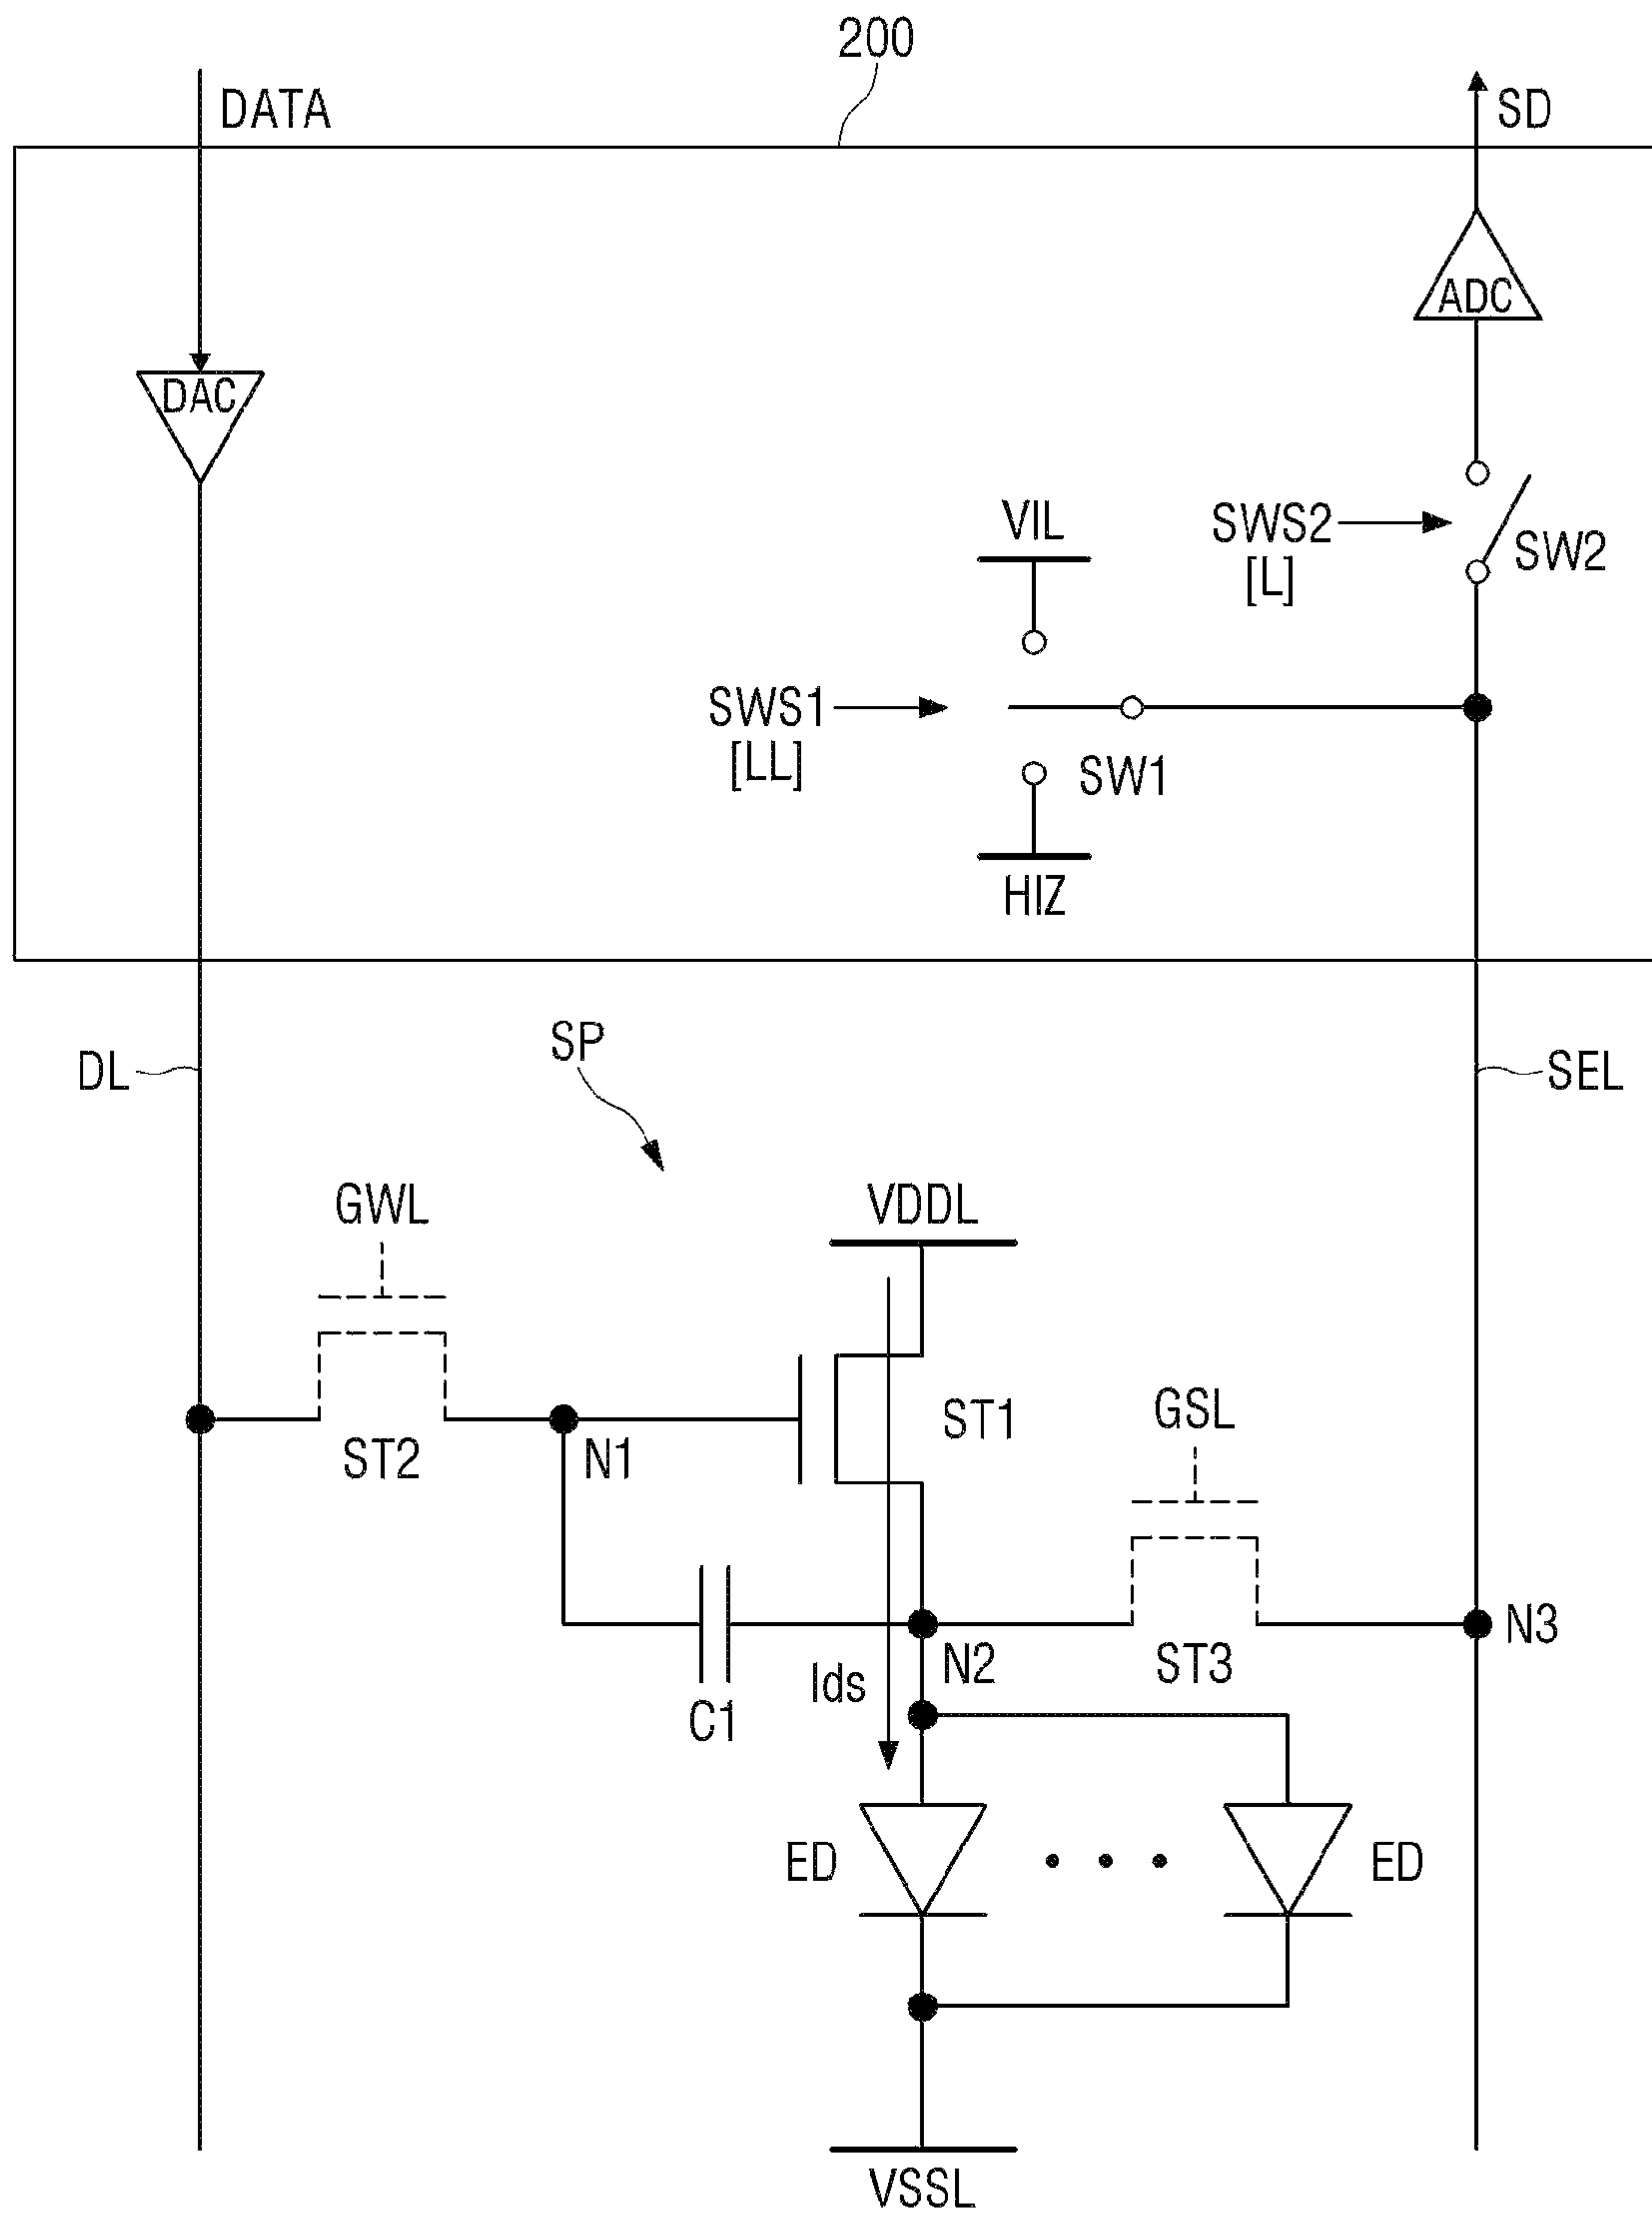 200
DATA
SD
ADC
DAC
VIL
SWS2
[L]
SW2
SWS1
[LL]
SW1
HIZ
SP
DL
SEL
GWL
VDDL
GSL
ST1
ST2
N1
N3
N2
ST3
Ids
C1
ED
ED
VSSL